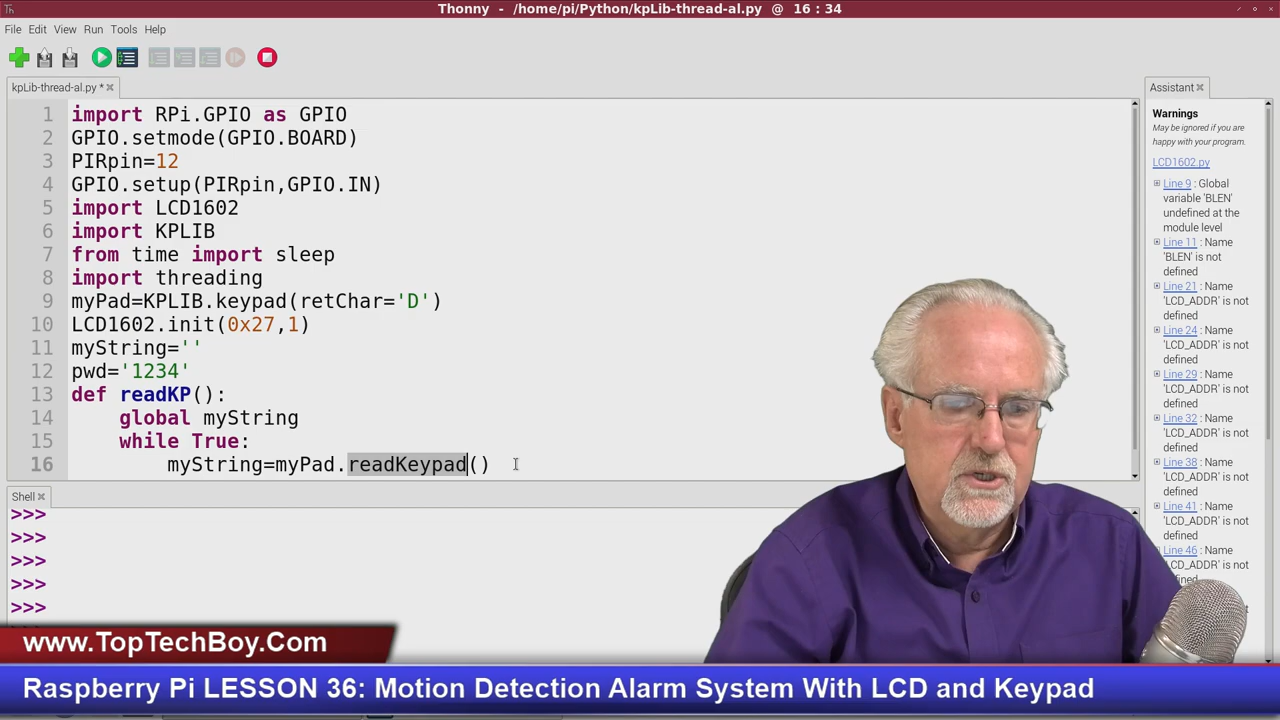 Thonny - /home/pi/Python/kpLib-thread-al.py @ 16 : 34
File Edit View Run Tools Help
kpLib-thread-al.py *
1 import RPi.GPIO as GPIO
2 GPIO.setmode(GPIO.BOARD)
3 PIRpin=12
4 GPIO.setup(PIRpin,GPIO.IN)
5 import LCD1602
6 import KPLIB
7 from time import sleep
8 import threading
9 myPad=KPLIB.keypad(retChar='D')
10 LCD1602.init(0x27,1)
11 myString=''
12 pwd='1234'
13 def readKP():
14 global myString
15 while True:
16 myString=myPad.readKeypad()
Shell
>>>
>>>
>>>
>>>
>>>
Assistant
Warnings
May be ignored if you are
happy with your program.
LCD1602.py
Line 9 : Global
variable 'BLEN'
undefined at the
module level
Line 11 : Name
'BLEN' is not
defined
Line 21 : Name
'LCD_ADDR' is not
defined
Line 24 : Name
'LCD_ADDR' is not
defined
Line 29 : Name
'LCD_ADDR' is not
defined
Line 32 : Name
'LCD_ADDR' is not
defined
Line 38 : Name
'LCD_ADDR' is not
defined
Line 41 : Name
'LCD_ADDR' is not
defined
Line 46 : Name
'LCD_ADDR' is not
www.TopTechBoy.Com
Raspberry Pi LESSON 36: Motion Detection Alarm System With LCD and Keypad